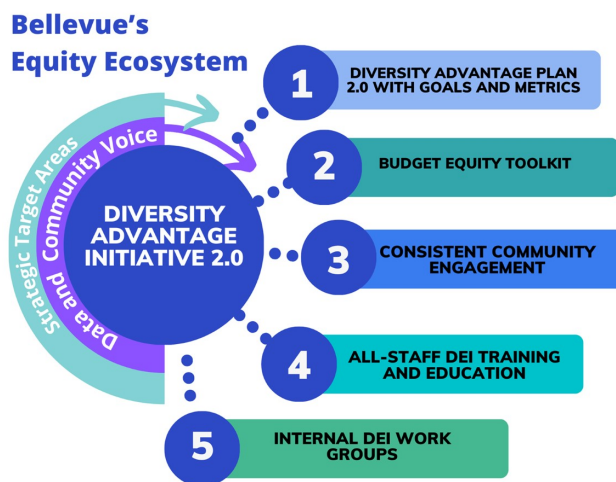 Bellevue's
Equity Ecosystem
Strategic Target Areas
Data and Community Voice
DIVERSITY
ADVANTAGE
INITIATIVE 2.0
1
DIVERSITY ADVANTAGE PLAN
2.0 WITH GOALS AND METRICS
2
BUDGET EQUITY TOOLKIT
3
CONSISTENT COMMUNITY
ENGAGEMENT
4
ALL-STAFF DEI TRAINING
AND EDUCATION
5
INTERNAL DEI WORK
GROUPS